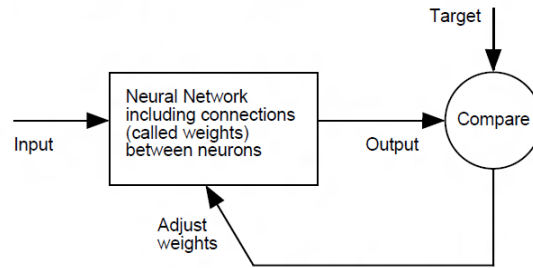 Target
Neural Network
including connections
(called weights)
between neurons
Compare
Input
Output
Adjust
weights